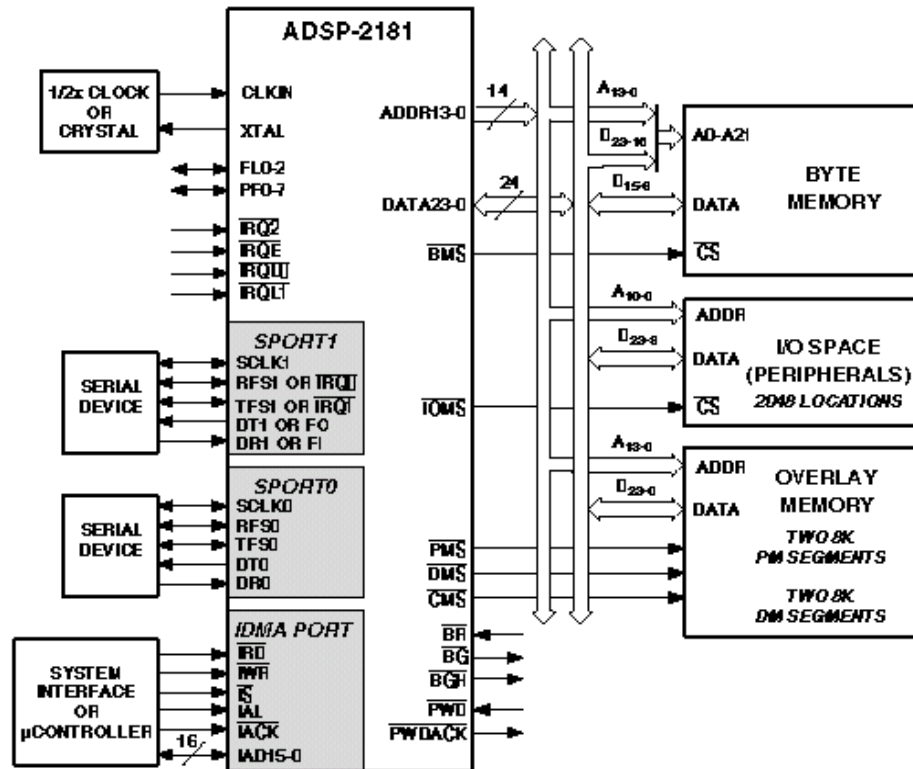 ADSP-2181
1/2x CLOCK
OR
CRYSTAL
CLKIN
XTAL
FL0-2
PF0-7
IRQ2
IRQE
IRQL0
IRQL1
SPORT1
SCLK1
RFS1 OR IRQ0
TFS1 OR IRQ1
DT1 OR FO
DR1 OR FI
SERIAL
DEVICE
SPORT0
SCLK0
RFS0
TFS0
DT0
DR0
SERIAL
DEVICE
IDMA PORT
IRD
IWR
IS
IAL
IACK
IAD15-0
SYSTEM
INTERFACE
OR
µCONTROLLER
16
ADDR13-0
14
DATA23-0
24
BMS
IOMS
PMS
DMS
CMS
BR
BG
BGH
PWD
PWDACK
A13-0
D23-16
D15-8
A0-A21
DATA
CS
BYTE
MEMORY
A10-0
D23-8
ADDR
DATA
CS
I/O SPACE
(PERIPHERALS)
2048 LOCATIONS
A13-0
D23-0
ADDR
DATA
OVERLAY
MEMORY
TWO 8K
PM SEGMENTS
TWO 8K
DM SEGMENTS